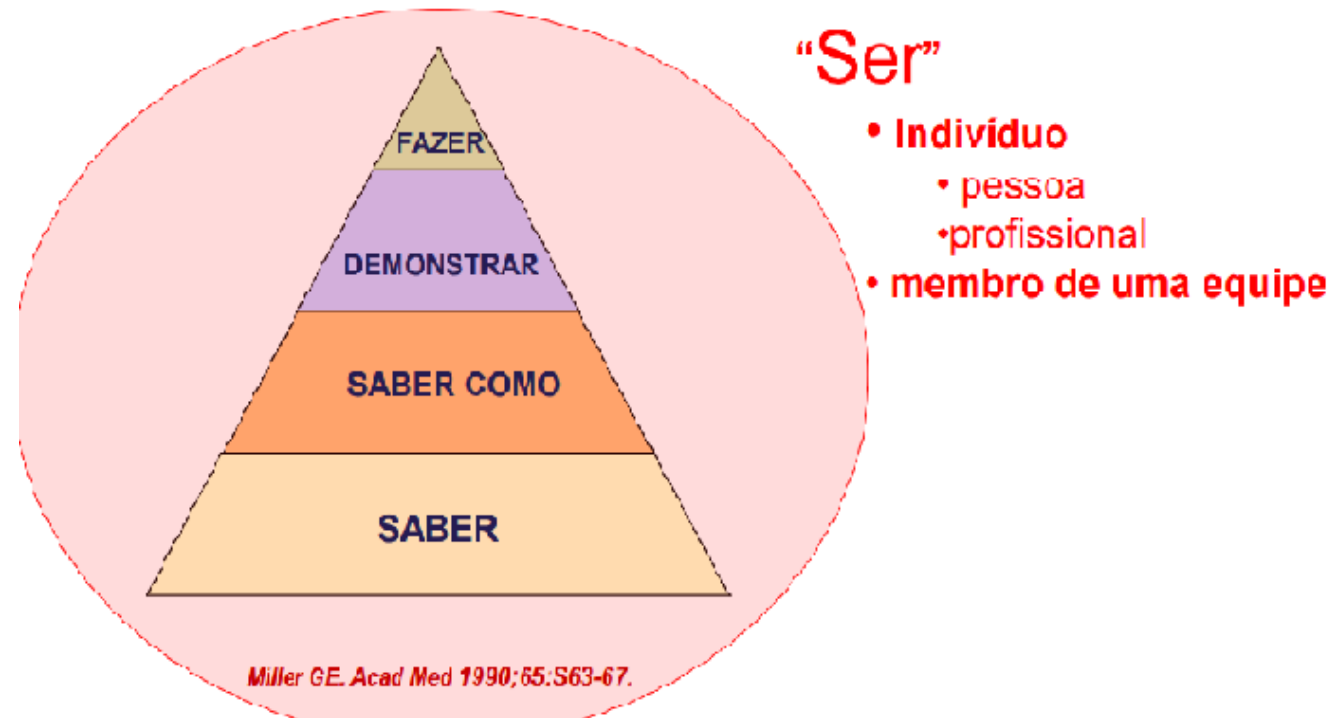 “Ser”
• Indivíduo
• pessoa
•profissional
• membro de uma equipe
FAZER
DEMONSTRAR
SABER COMO
SABER
Miller GE. Acad Med 1990;65:S63-67.